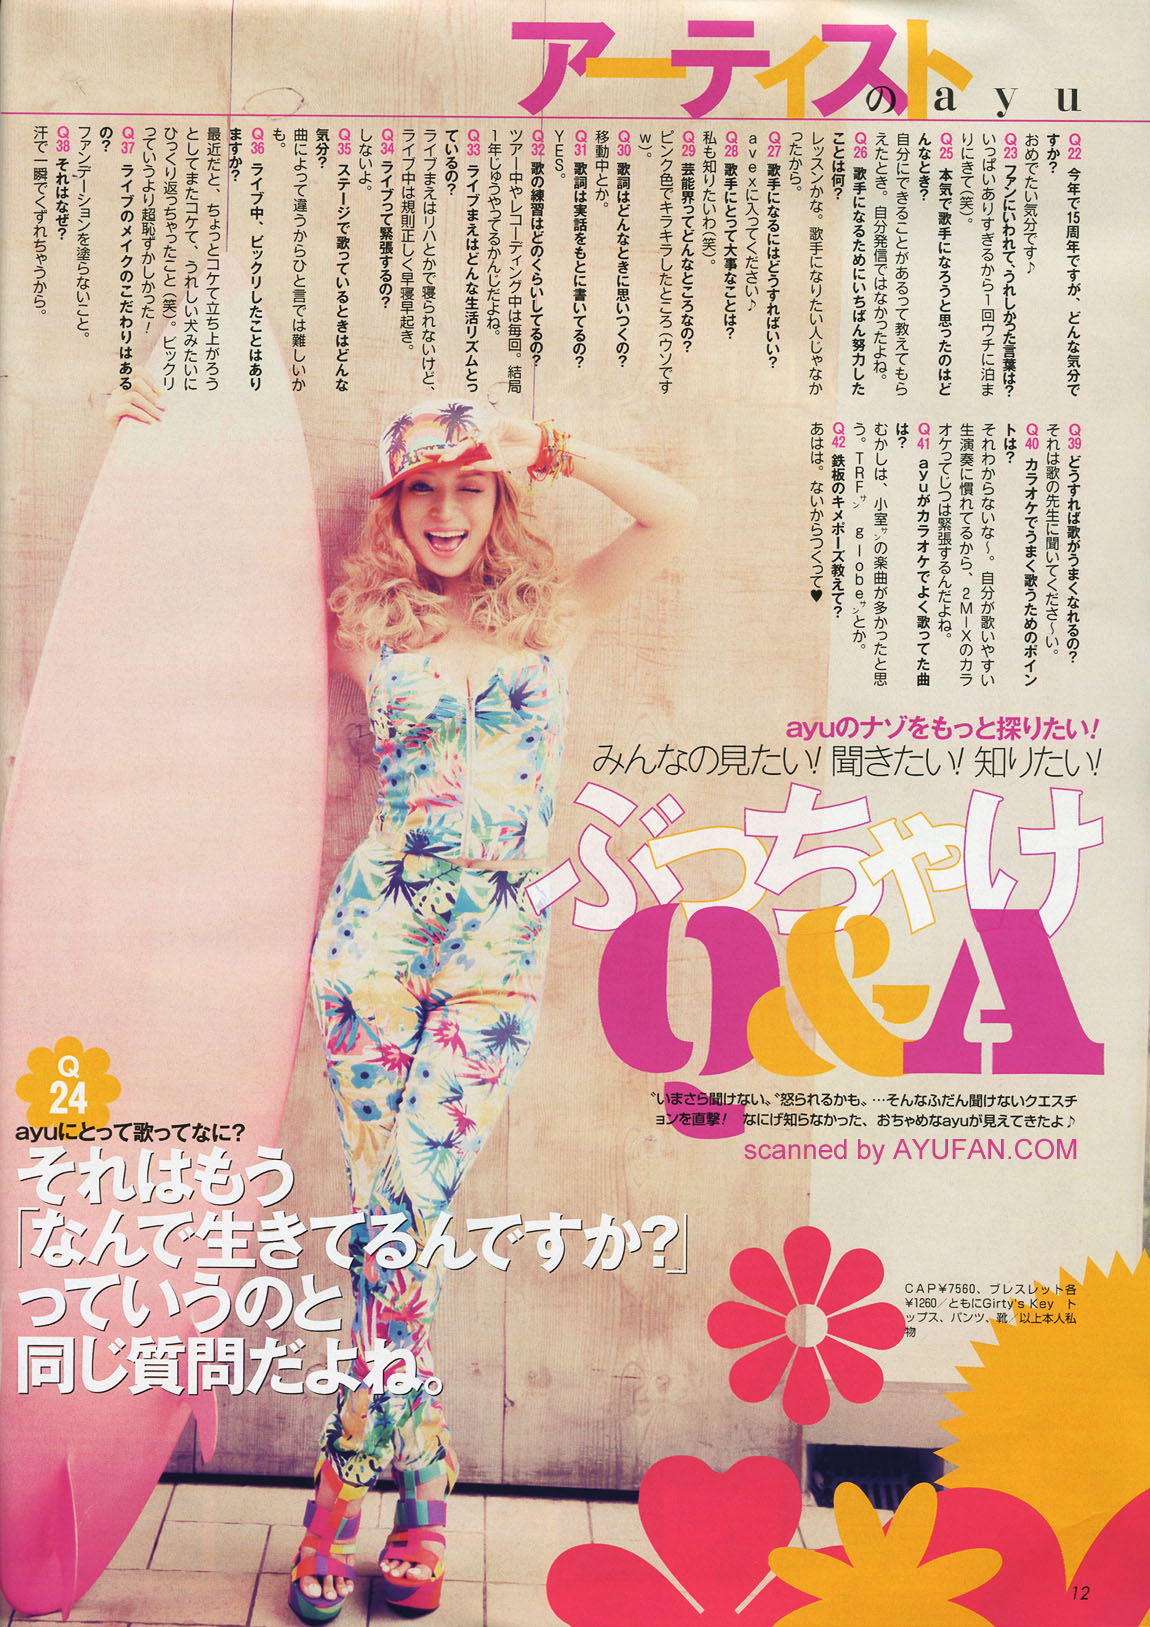 アーティストのayu
Q22 今年で15周年ですが、どんな気分で
すか?
おめでたい気分です♪
Q23 ファンにいわれて、うれしかった言葉は?
いっぱいありすぎるから1回ウチに泊ま
りにきて(笑)。
Q25 本気で歌手になろうと思ったのはど
んなとき?
自分にできることがあるって教えてもら
えたとき。自分発信ではなかったよね。
Q26 歌手になるためにいちばん努力した
ことは何?
レッスンかな。歌手になりたい人じゃなか
ったから。
Q27 歌手になるにはどうすればいい?
avexに入ってください♪
Q28 歌手にとって大事なことは?
私も知りたいわ(笑)。
Q29 芸能界ってどんなところなの?
ピンク色でキラキラしたところ(ウソです
w)。
Q30 歌詞はどんなときに思いつくの?
移動中とか。
Q31 歌詞は実話をもとに書いてるの?
YES。
Q32 歌の練習はどのくらいしてるの?
ツアー中やレコーディング中は毎回。結局
1年じゅうやってるかんじだよね。
Q33 ライブまえはどんな生活リズムとっ
ているの?
ライブまえはリハとかで寝られないけど、
ライブ中は規則正しく早寝早起き。
Q34 ライブって緊張するの?
しないよ。
Q35 ステージで歌っているときはどんな
気分?
曲によって違うからひと言では難しいか
も。
Q36 ライブ中、ビックリしたことはあり
ますか?
最近だと、ちょっとコケて立ち上がろう
としてまたコケて、うれしい犬みたいに
ひっくり返っちゃったこと(笑)。ビックリ
っていうより超恥ずかしかった!
Q37 ライブのメイクのこだわりはある
の?
ファンデーションを塗らないこと。
Q38 それはなぜ?
汗で一瞬でくずれちゃうから。
Q39 どうすれば歌がうまくなれるの?
それは歌の先生に聞いてくださ〜い。
Q40 カラオケでうまく歌うためのポイン
トは?
それわからないな〜。自分が歌いやすい
生演奏に慣れてるから、2MIXのカラ
オケってじつは緊張するんだよね。
Q41 ayuがカラオケでよく歌ってた曲
は?
むかしは、小室サンの楽曲が多かったと思
う。TRFサン globeサンとか。
Q42 鉄板のキメポーズ教えて?
あはは。ないからつくって♥
ayuのナゾをもっと探りたい!
みんなの見たい!聞きたい!知りたい!
ぶっちゃけ
Q&A
〝いまさら聞けない〟〝怒られるかも〟…そんなふだん聞けないクエスチ
ョンを直撃! なにげ知らなかった、おちゃめなayuが見えてきたよ♪
scanned by AYUFAN.COM
Q
24
ayuにとって歌ってなに?
それはもう
「なんで生きてるんですか?」
っていうのと
同じ質問だよね。
CAP¥7560、ブレスレット各
¥1260/ともにGirty's Key ト
ップス、パンツ、靴/以上本人私
物
12